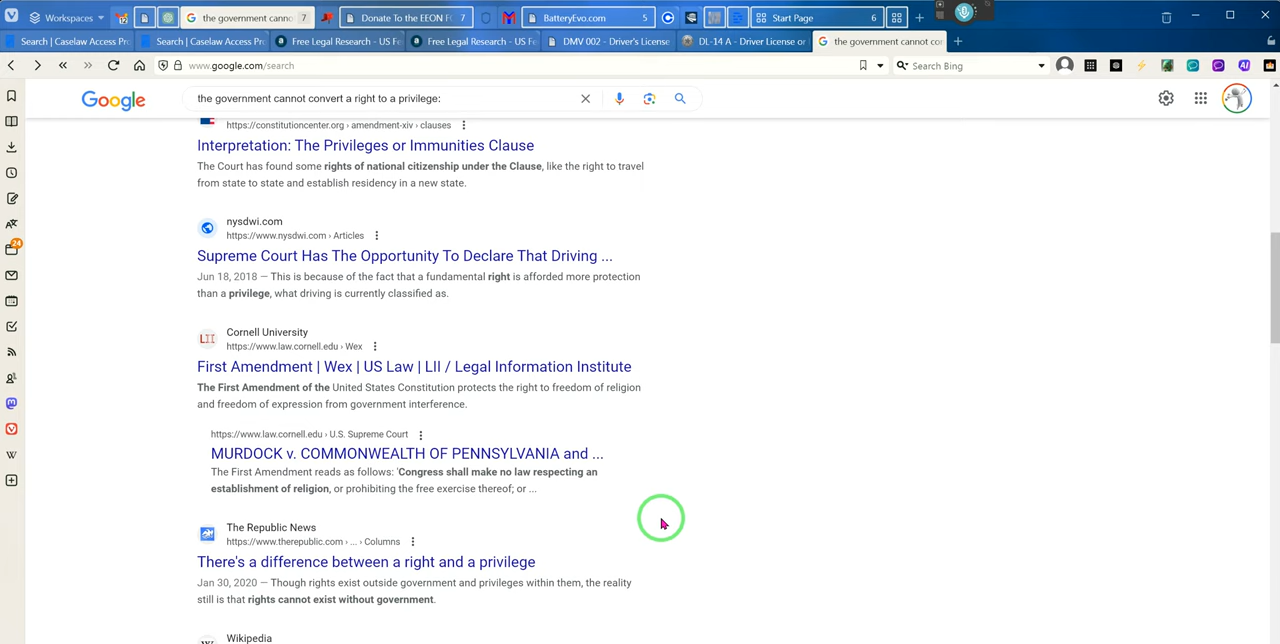 Workspaces
12
the government canno 7
Donate To the EEON F 7
BatteryEvo.com 5
Start Page 6
Search | Caselaw Access Pro
Search | Caselaw Access Pro
Free Legal Research - US Fe
Free Legal Research - US Fe
DMV 002 - Driver's License
DL-14 A - Driver License or
the government cannot co
www.google.com/search
Search Bing
AI
24
Google
the government cannot convert a right to a privilege:
https://constitutioncenter.org › amendment-xiv › clauses
Interpretation: The Privileges or Immunities Clause
The Court has found some rights of national citizenship under the Clause, like the right to travel
from state to state and establish residency in a new state.
nysdwi.com
https://www.nysdwi.com › Articles
Supreme Court Has The Opportunity To Declare That Driving ...
Jun 18, 2018 — This is because of the fact that a fundamental right is afforded more protection
than a privilege, what driving is currently classified as.
LII
Cornell University
https://www.law.cornell.edu › Wex
First Amendment | Wex | US Law | LII / Legal Information Institute
The First Amendment of the United States Constitution protects the right to freedom of religion
and freedom of expression from government interference.
https://www.law.cornell.edu › U.S. Supreme Court
MURDOCK v. COMMONWEALTH OF PENNSYLVANIA and ...
The First Amendment reads as follows: 'Congress shall make no law respecting an
establishment of religion, or prohibiting the free exercise thereof; or ...
The Republic News
https://www.therepublic.com › ... › Columns
There's a difference between a right and a privilege
Jan 30, 2020 — Though rights exist outside government and privileges within them, the reality
still is that rights cannot exist without government.
W
Wikipedia